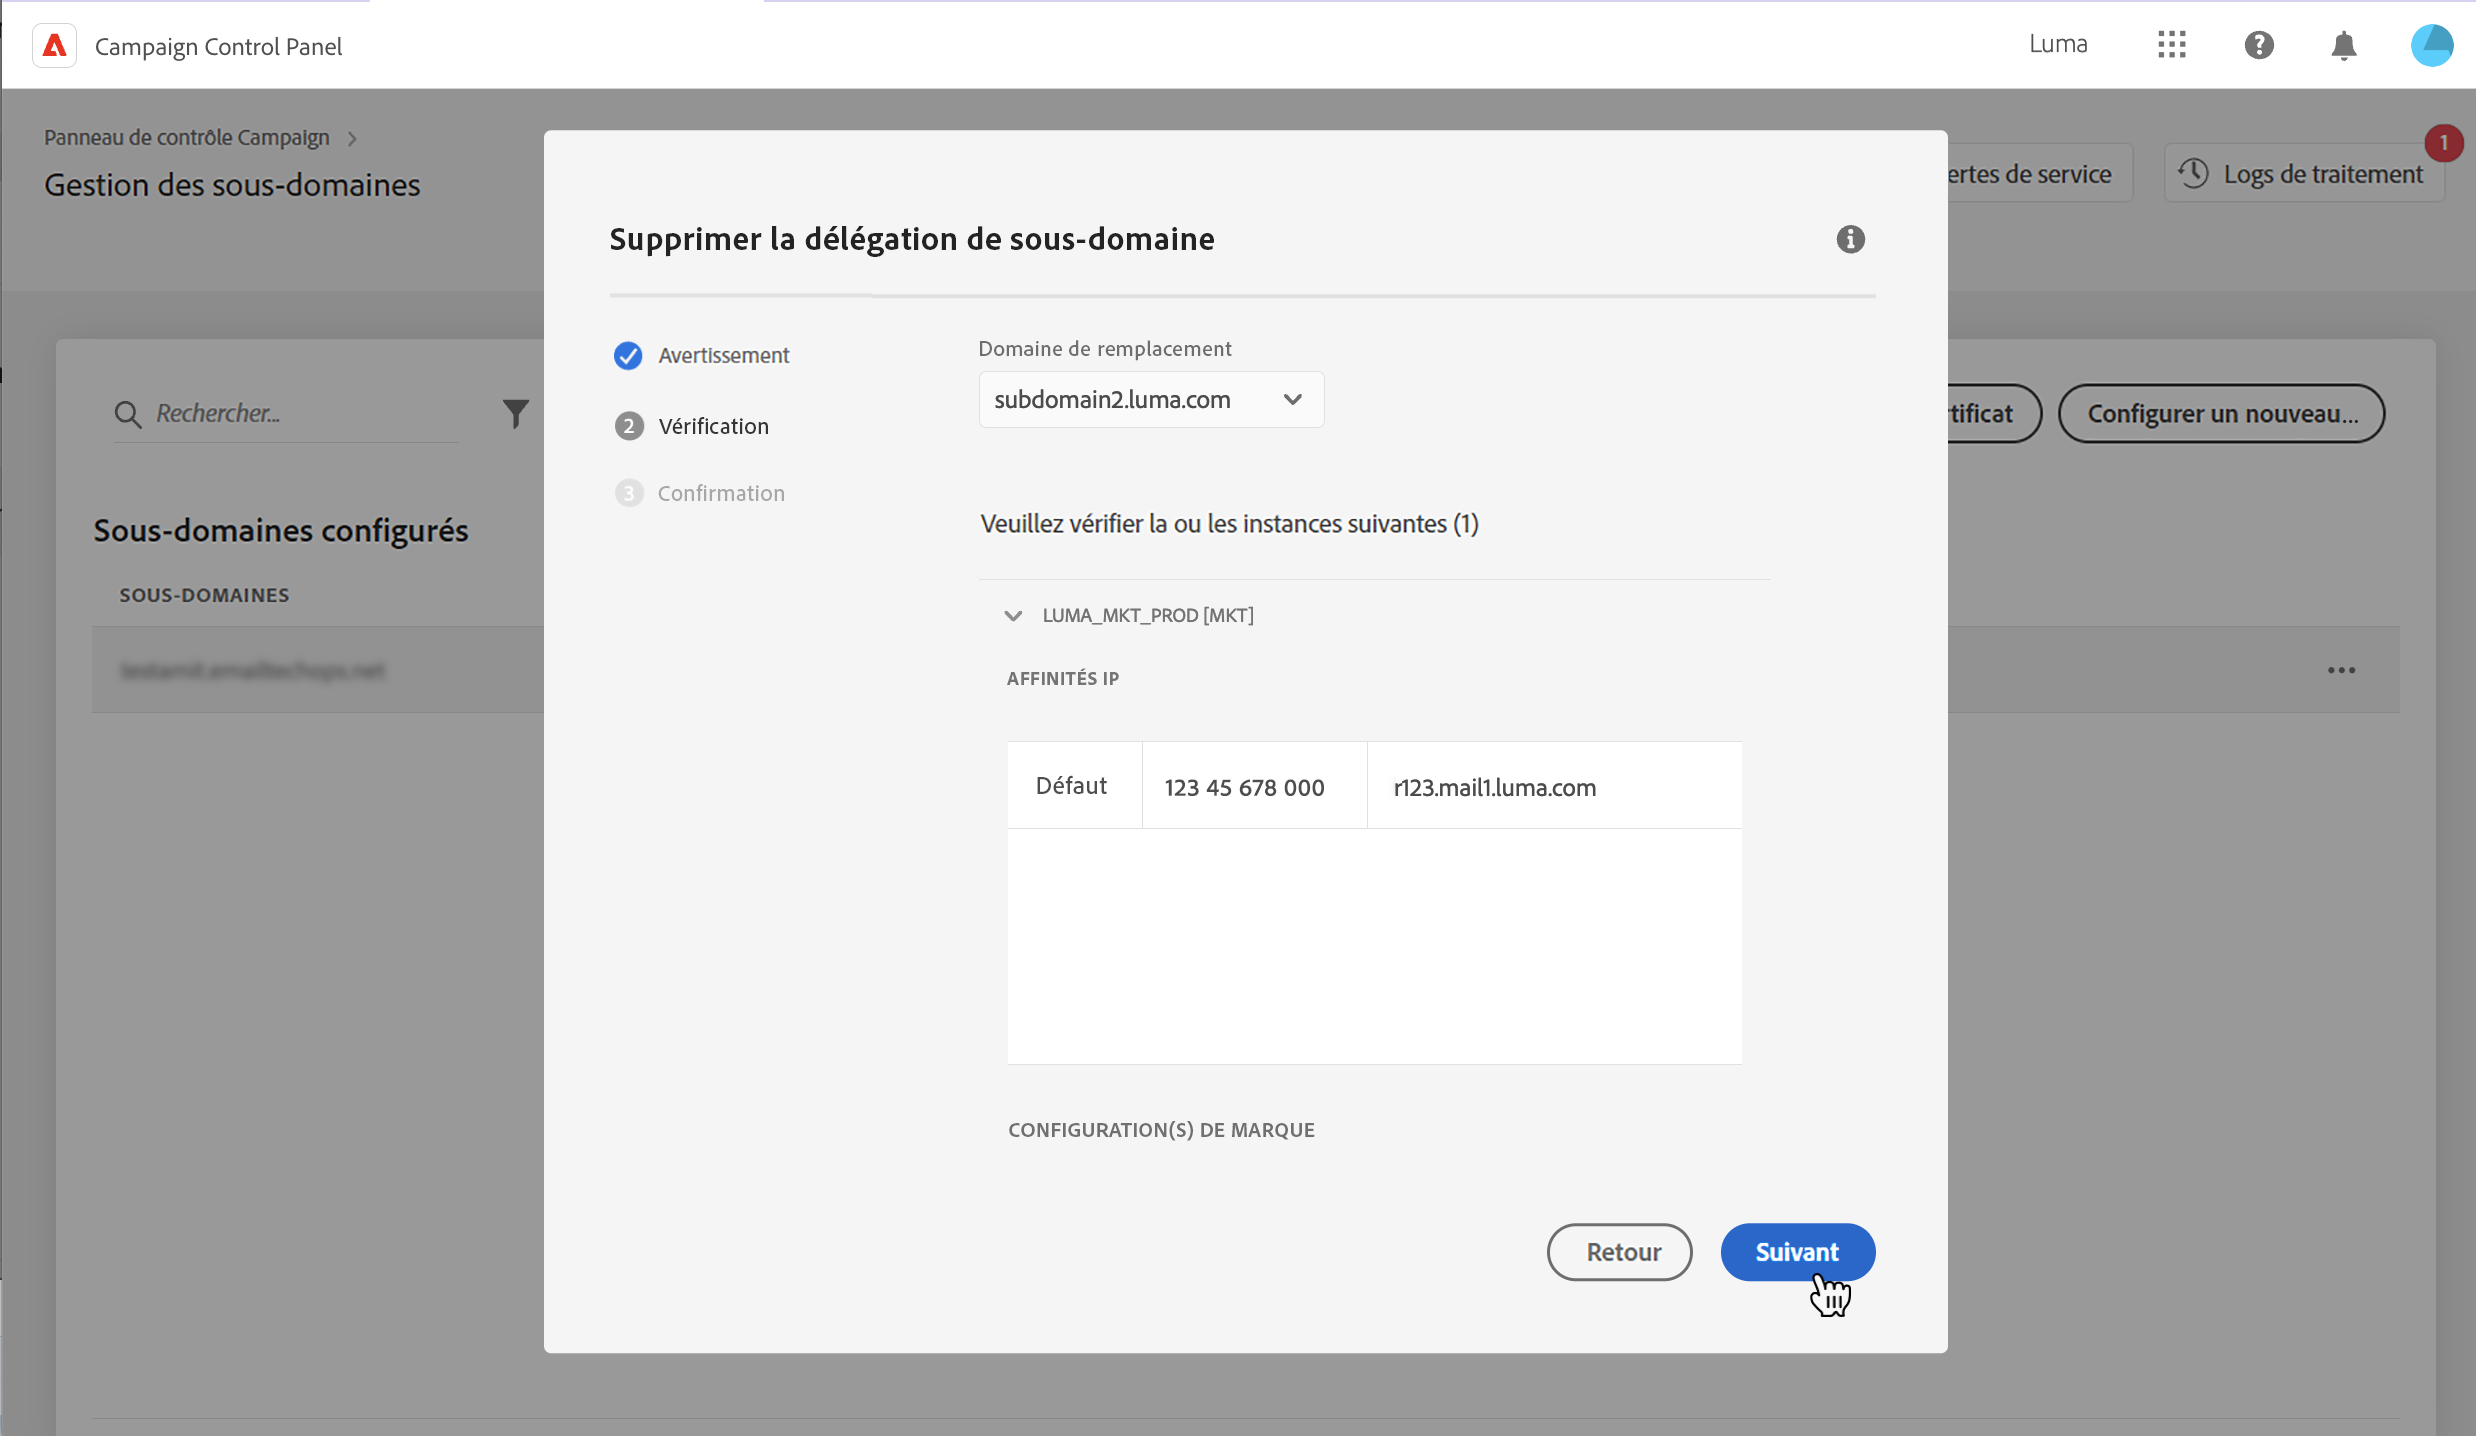 Campaign Control Panel
Luma
Panneau de contrôle Campaign
Gestion des sous-domaines
ertes de service
Logs de traitement
1
Supprimer la délégation de sous-domaine
Avertissement
2 Vérification
3 Confirmation
Domaine de remplacement
subdomain2.luma.com
Rechercher...
tificat
Configurer un nouveau...
Sous-domaines configurés
SOUS-DOMAINES
Veuillez vérifier la ou les instances suivantes (1)
LUMA_MKT_PROD [MKT]
AFFINITÉS IP
Défaut
123 45 678 000
r123.mail1.luma.com
CONFIGURATION(S) DE MARQUE
Retour
Suivant